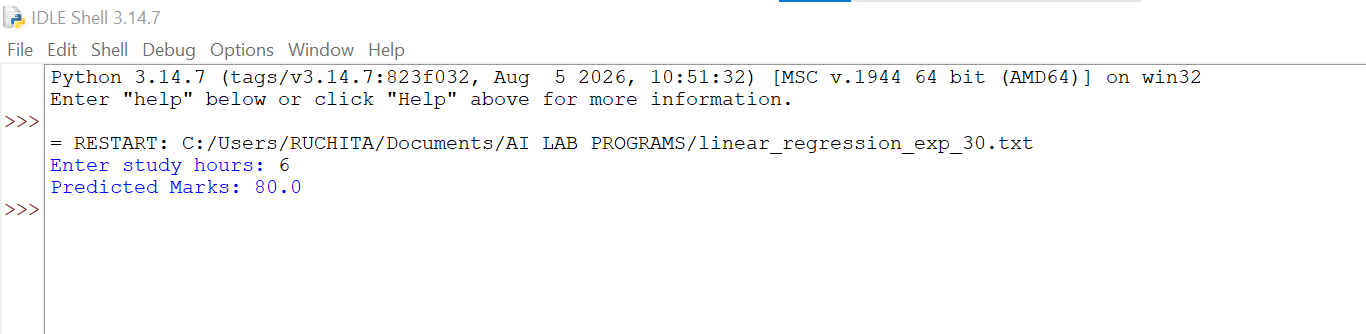 IDLE Shell 3.14.7
File Edit Shell Debug Options Window Help
Python 3.14.7 (tags/v3.14.7:823f032, Aug  5 2026, 10:51:32) [MSC v.1944 64 bit (AMD64)] on win32
Enter "help" below or click "Help" above for more information.
>>>
= RESTART: C:/Users/RUCHITA/Documents/AI LAB PROGRAMS/linear_regression_exp_30.txt
Enter study hours: 6
Predicted Marks: 80.0
>>>